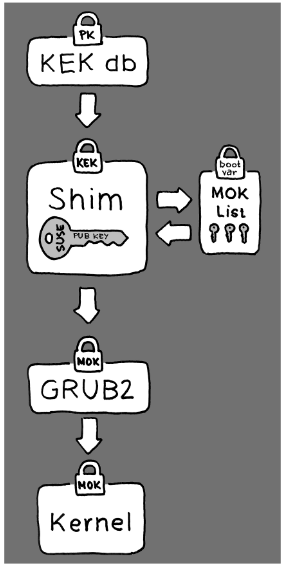 PK
KEK db
KEK
Shim
SUSE
PUB KEY
boot
var
MOK
List
MOK
GRUB2
MOK
Kernel